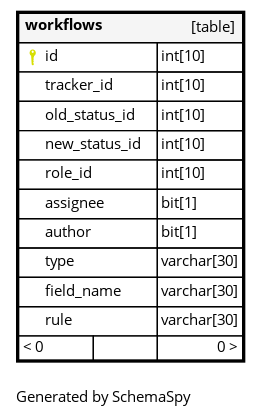 workflows [table]
id int[10]
tracker_id int[10]
old_status_id int[10]
new_status_id int[10]
role_id int[10]
assignee bit[1]
author bit[1]
type varchar[30]
field_name varchar[30]
rule varchar[30]
< 0 0 >
Generated by SchemaSpy